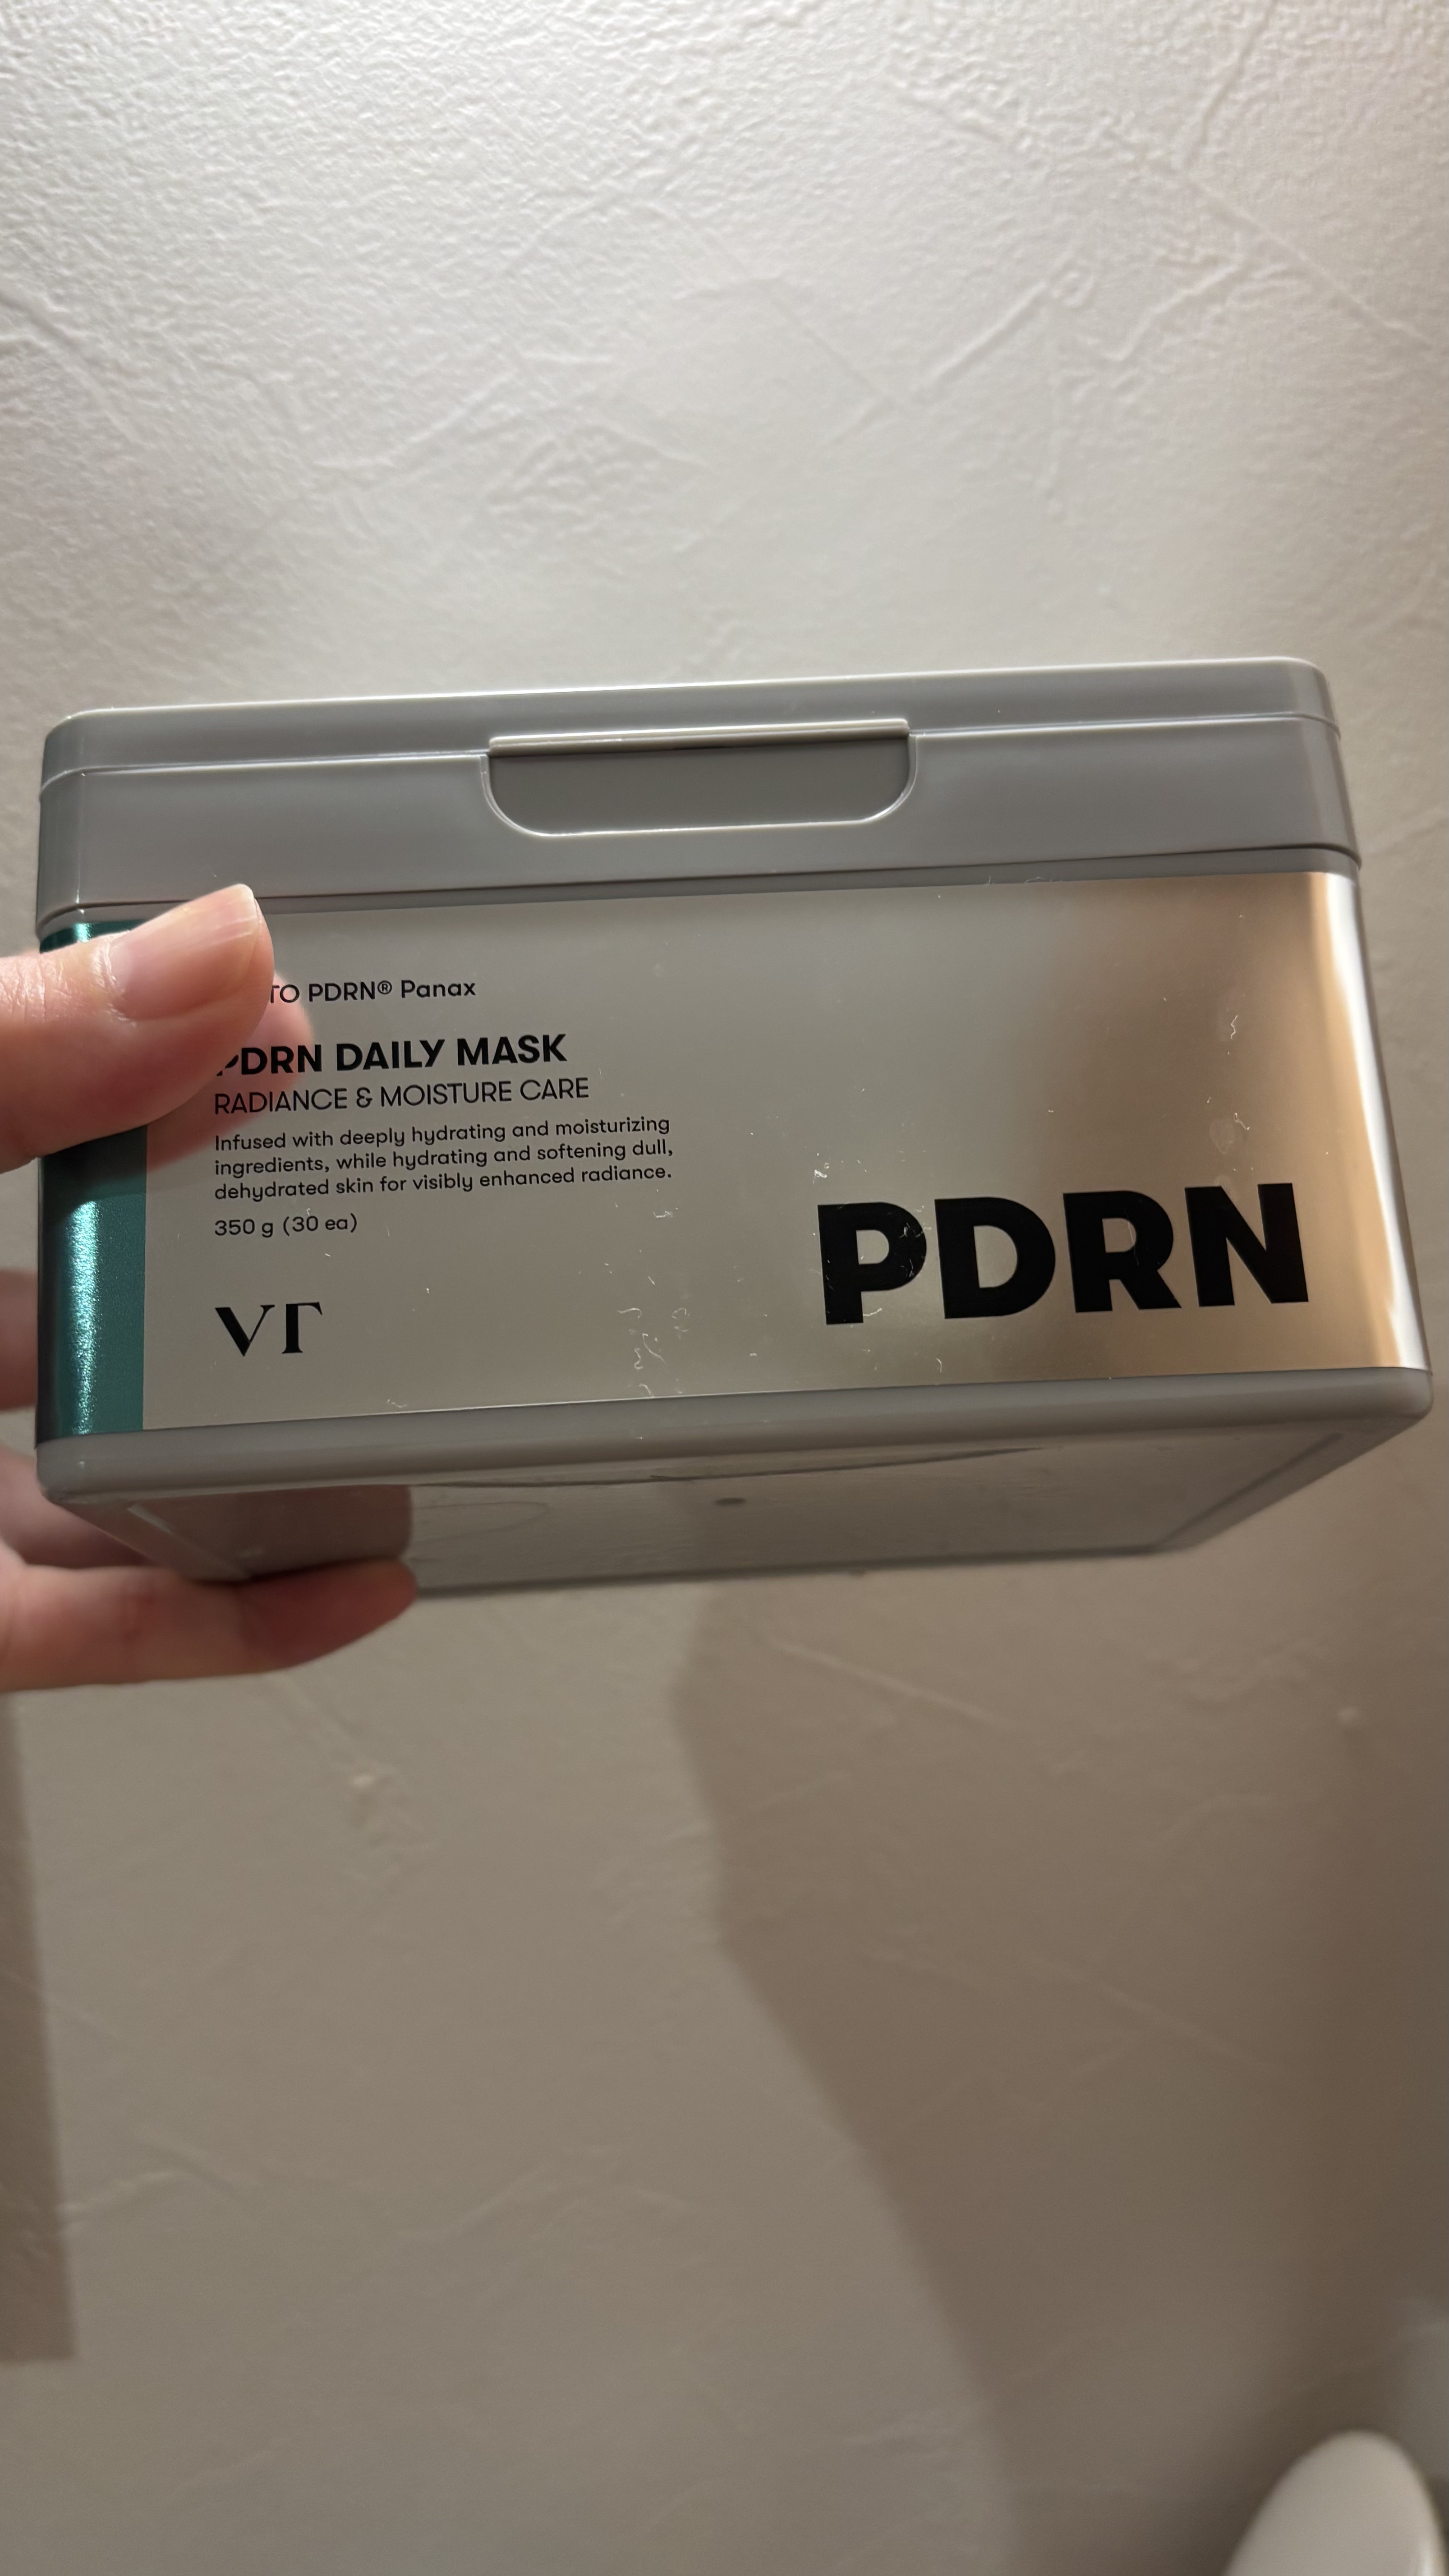 PDRN® Panax
PDRN DAILY MASK
RADIANCE & MOISTURE CARE
Infused with deeply hydrating and moisturizing
ingredients, while hydrating and softening dull,
dehydrated skin for visibly enhanced radiance.
350 g (30 ea)
VT
PDRN